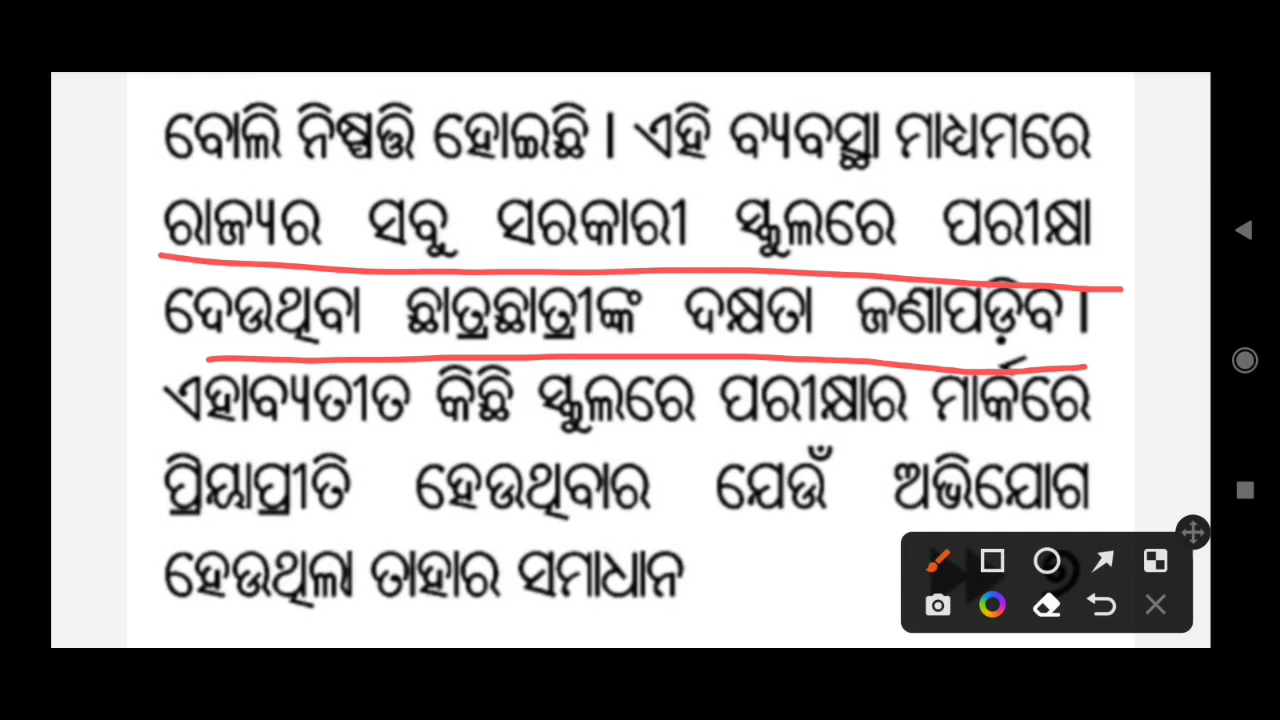 ବୋଲି ନିଷ୍ପତ୍ତି ହୋଇଛି । ଏହି ବ୍ୟବସ୍ଥା ମାଧ୍ୟମରେ
ରାଜ୍ୟର ସବୁ ସରକାରୀ ସ୍କୁଲରେ ପରୀକ୍ଷା
ଦେଉଥିବା ଛାତ୍ରଛାତ୍ରୀଙ୍କ ଦକ୍ଷତା ଜଣାପଡ଼ିବ ।
ଏହାବ୍ୟତୀତ କିଛି ସ୍କୁଲରେ ପରୀକ୍ଷାର ମାର୍କରେ
ପ୍ରିୟାପ୍ରୀତି ହେଉଥିବାର ଯେଉଁ ଅଭିଯୋଗ
ହେଉଥିଲା ତାହାର ସମାଧାନ